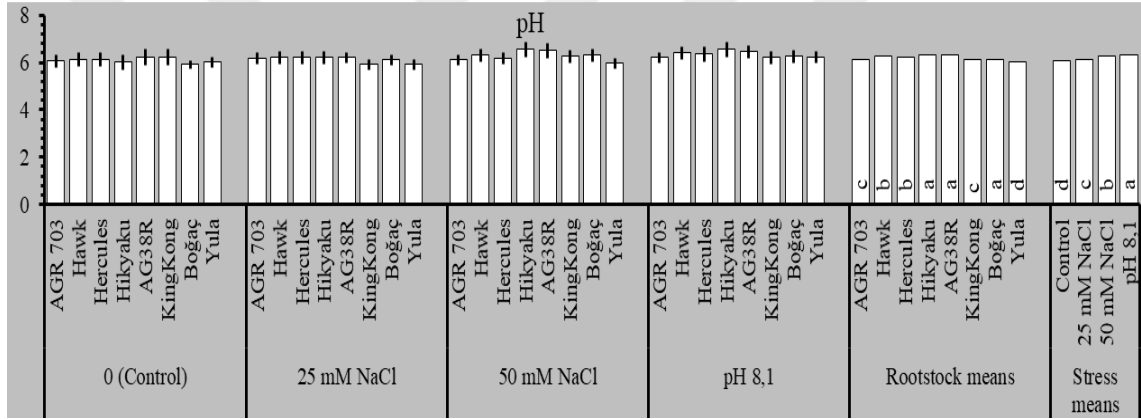 pH
8
6
4
2
0
c b b a a c a d d c b a
AGR 703
Hawk
Hercules
Hikyaku
AG38R
KingKong
Boğaç
Yula
AGR 703
Hawk
Hercules
Hikyaku
AG38R
KingKong
Boğaç
Yula
AGR 703
Hawk
Hercules
Hikyaku
AG38R
KingKong
Boğaç
Yula
AGR 703
Hawk
Hercules
Hikyaku
AG38R
KingKong
Boğaç
Yula
AGR 703
Hawk
Hercules
Hikyaku
AG38R
KingKong
Boğaç
Yula
Control
25 mM NaCl
50 mM NaCl
pH 8,1
0 (Control)
25 mM NaCl
50 mM NaCl
pH 8,1
Rootstock means
Stress
means